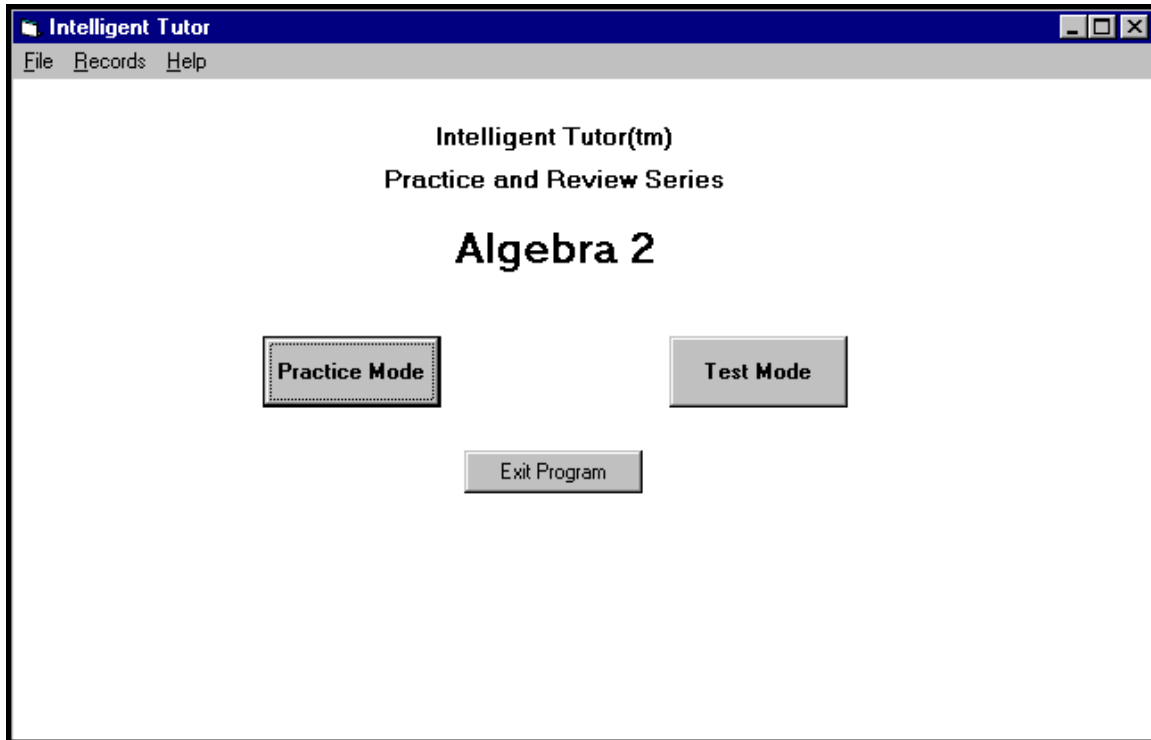 Intelligent Tutor
File Records Help
Intelligent Tutor(tm)
Practice and Review Series
Algebra 2
Practice Mode Test Mode
Exit Program